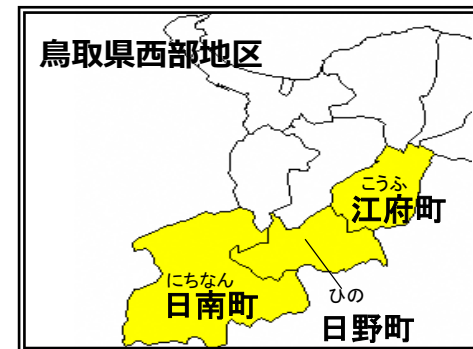 鳥取県西部地区
こうふ
江府町
にちなん
日南町
ひの
日野町